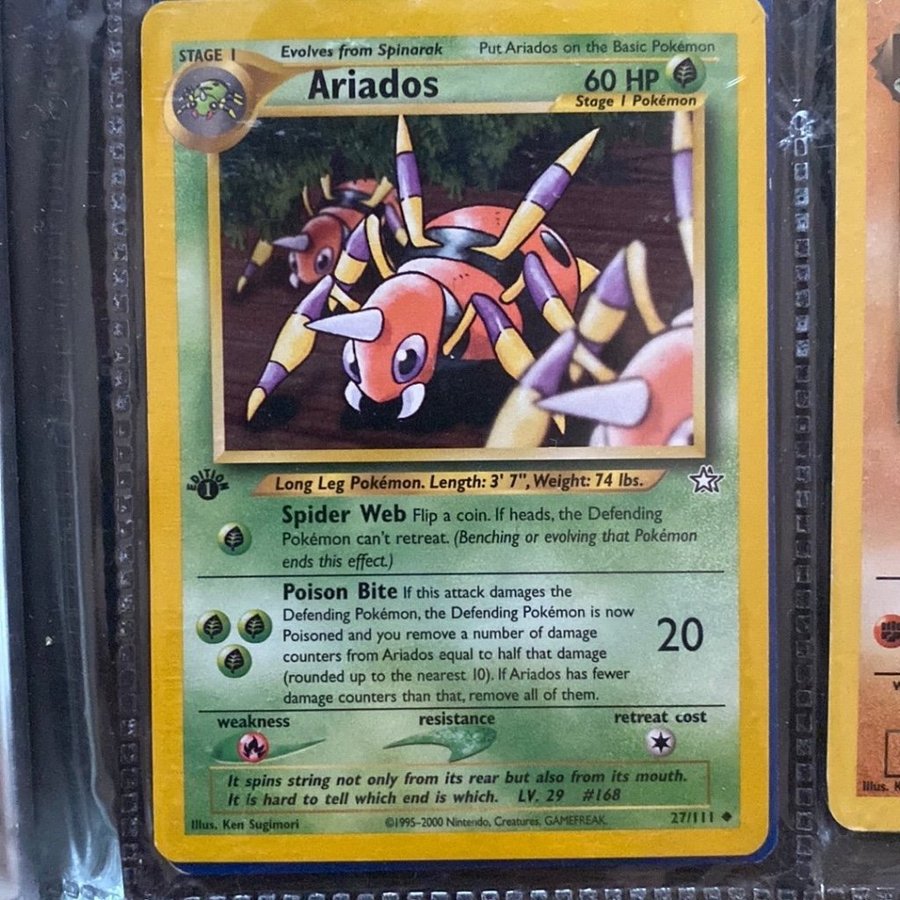 STAGE 1
Evolves from Spinarak
Put Ariados on the Basic Pokémon
Ariados
60 HP
Stage 1 Pokémon
EDITION
1
Long Leg Pokémon. Length: 3' 7", Weight: 74 lbs.
Spider Web Flip a coin. If heads, the Defending
Pokémon can't retreat. (Benching or evolving that Pokémon
ends this effect.)
Poison Bite If this attack damages the
Defending Pokémon, the Defending Pokémon is now
Poisoned and you remove a number of damage
counters from Ariados equal to half that damage
(rounded up to the nearest 10). If Ariados has fewer
damage counters than that, remove all of them.
20
weakness
resistance
retreat cost
It spins string not only from its rear but also from its mouth.
It is hard to tell which end is which. LV. 29 #168
Illus. Ken Sugimori
©1995-2000 Nintendo, Creatures, GAMEFREAK.
27/111
Illus. K